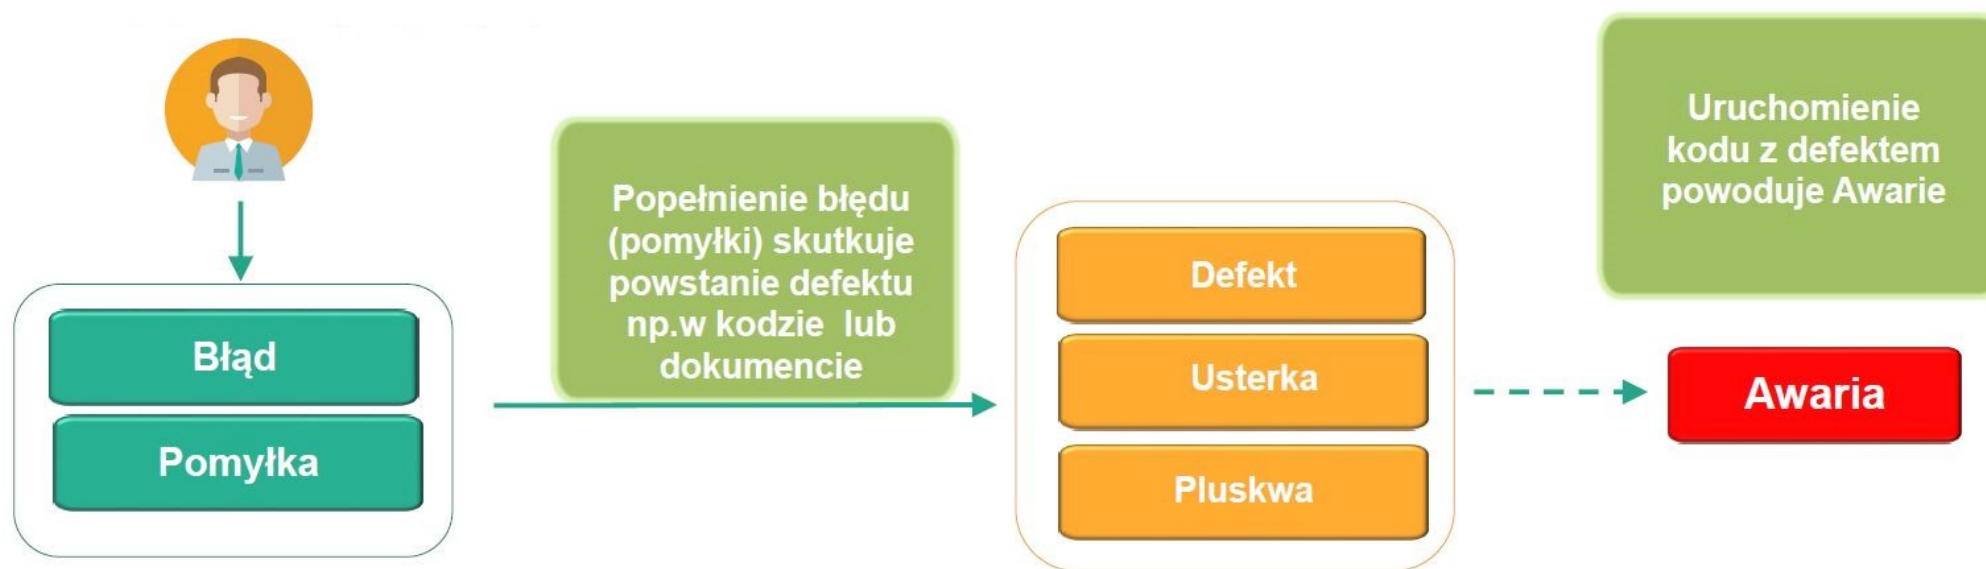 Błąd
Pomyłka
Popełnienie błędu
(pomyłki) skutkuje
powstanie defektu
np.w kodzie lub
dokumencie
Defekt
Usterka
Pluskwa
Uruchomienie
kodu z defektem
powoduje Awarie
Awaria